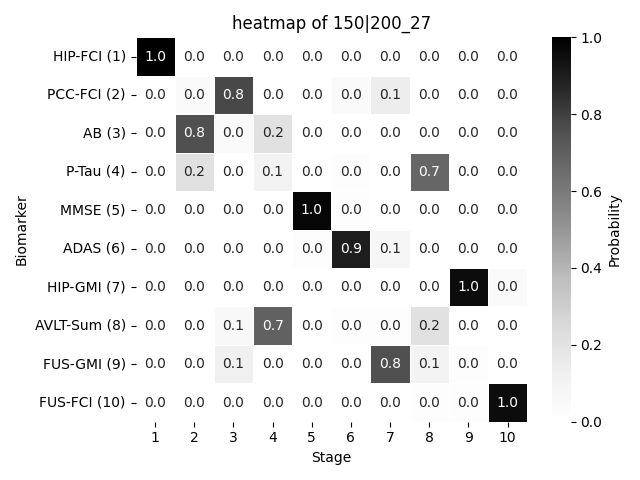 heatmap of 150|200_27
HIP-FCI (1) 1.0 0.0 0.0 0.0 0.0 0.0 0.0 0.0 0.0 0.0
PCC-FCI (2) 0.0 0.0 0.8 0.0 0.0 0.0 0.1 0.0 0.0 0.0
AB (3) 0.0 0.8 0.0 0.2 0.0 0.0 0.0 0.0 0.0 0.0
P-Tau (4) 0.0 0.2 0.0 0.1 0.0 0.0 0.0 0.7 0.0 0.0
MMSE (5) 0.0 0.0 0.0 0.0 1.0 0.0 0.0 0.0 0.0 0.0
ADAS (6) 0.0 0.0 0.0 0.0 0.0 0.9 0.1 0.0 0.0 0.0
HIP-GMI (7) 0.0 0.0 0.0 0.0 0.0 0.0 0.0 0.0 1.0 0.0
AVLT-Sum (8) 0.0 0.0 0.1 0.7 0.0 0.0 0.0 0.2 0.0 0.0
FUS-GMI (9) 0.0 0.0 0.1 0.0 0.0 0.0 0.8 0.1 0.0 0.0
FUS-FCI (10) 0.0 0.0 0.0 0.0 0.0 0.0 0.0 0.0 0.0 1.0
1 2 3 4 5 6 7 8 9 10
Stage
Biomarker
1.0
0.8
0.6
0.4
0.2
0.0
Probability